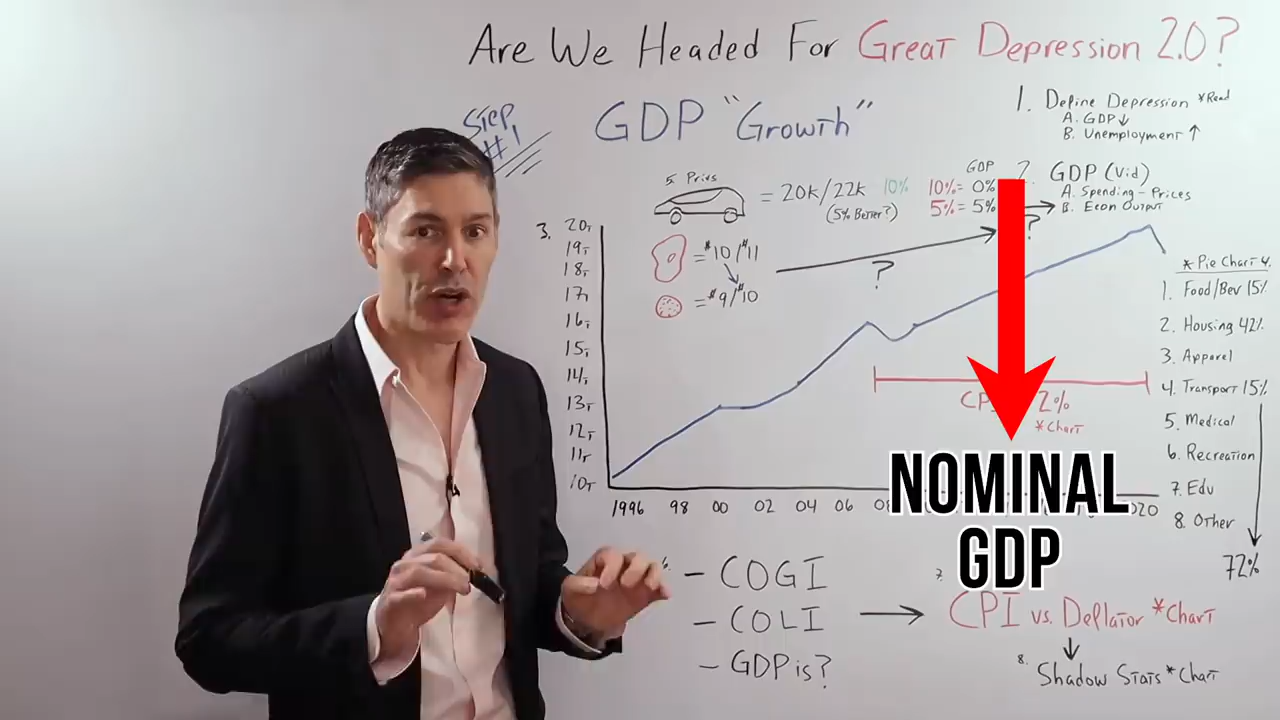 Are We Headed For Great Depression 2.0?
Step #1
GDP "Growth"
1. Define Depression *Read
A. GDP↓
B. Unemployment ↑
GDP (Vid)
A. Spending - Prices
B. Econ Output
5. = 20k/22k 10%
(5% Better?)
GDP
10% = 0%
5% = 5%
?
= $10/$11
= $9/$10
?
3. 20T
19T
18T
17T
16T
15T
14T
13T
12T
11T
10T
1996 98 00 02 04 06 2020
2%
*Chart
*Pie Chart 4.
1. Food/Bev 15%
2. Housing 42%
3. Apparel
4. Transport 15%
5. Medical
6. Recreation
7. Edu
8. Other
72%
NOMINAL
GDP
6. - COGI
- COLI
- GDP is?
7. CPI vs. Deflator *Chart
8. Shadow Stats *Chart